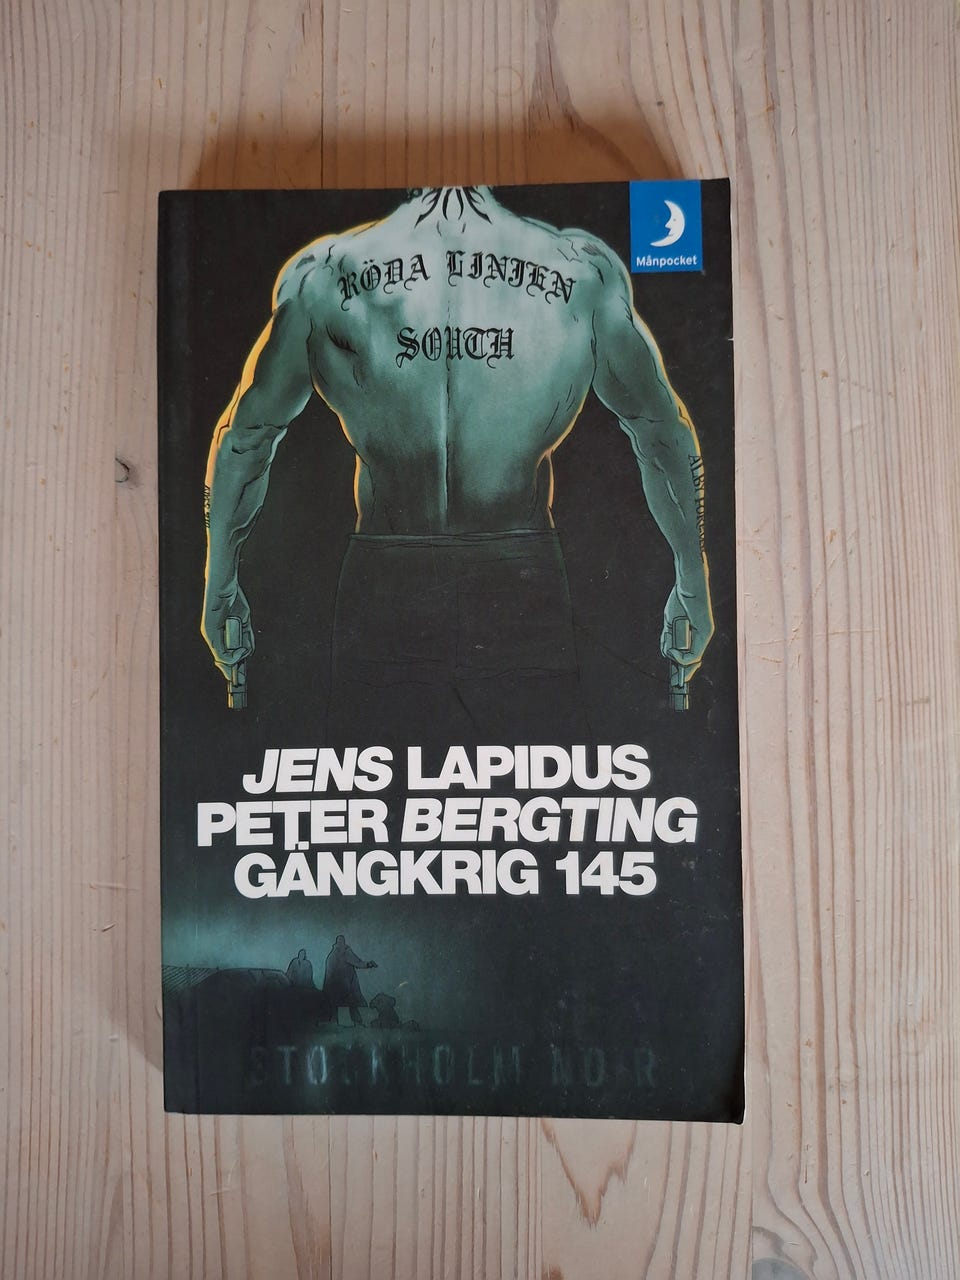 Månpocket
RÖDA LINJEN
SOUTH
JENS LAPIDUS
PETER BERGTING
GÄNGKRIG 145
STOCKHOLM NOIR